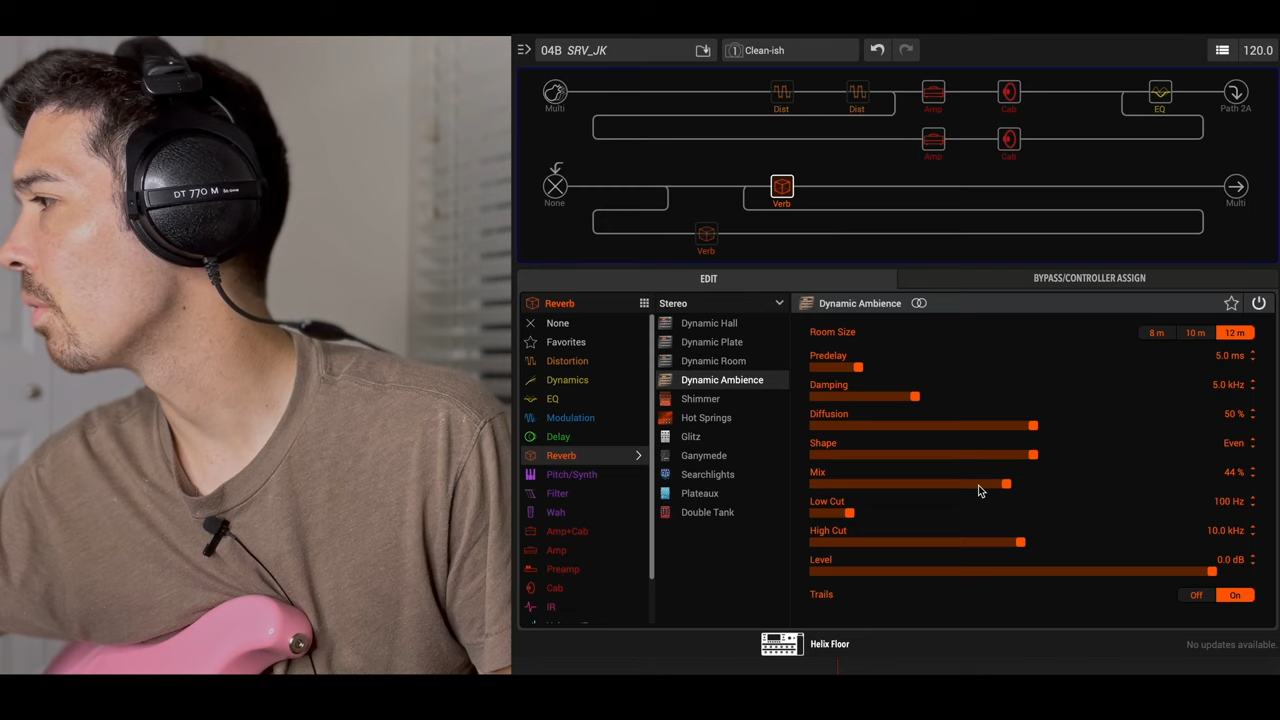 04B SRV_JK
1 Clean-ish
120.0
Multi
Dist
Dist
Amp
Cab
EQ
Path 2A
Amp
Cab
None
Verb
Multi
Verb
EDIT
BYPASS/CONTROLLER ASSIGN
Reverb
Stereo
Dynamic Ambience
None
Favorites
Distortion
Dynamics
EQ
Modulation
Delay
Reverb
Pitch/Synth
Filter
Wah
Amp+Cab
Amp
Preamp
Cab
IR
Dynamic Hall
Dynamic Plate
Dynamic Room
Dynamic Ambience
Shimmer
Hot Springs
Glitz
Ganymede
Searchlights
Plateaux
Double Tank
Room Size 8 m 10 m 12 m
Predelay 5.0 ms
Damping 5.0 kHz
Diffusion 50 %
Shape Even
Mix 44 %
Low Cut 100 Hz
High Cut 10.0 kHz
Level 0.0 dB
Trails Off On
Helix Floor
No updates available.
DT 770 M